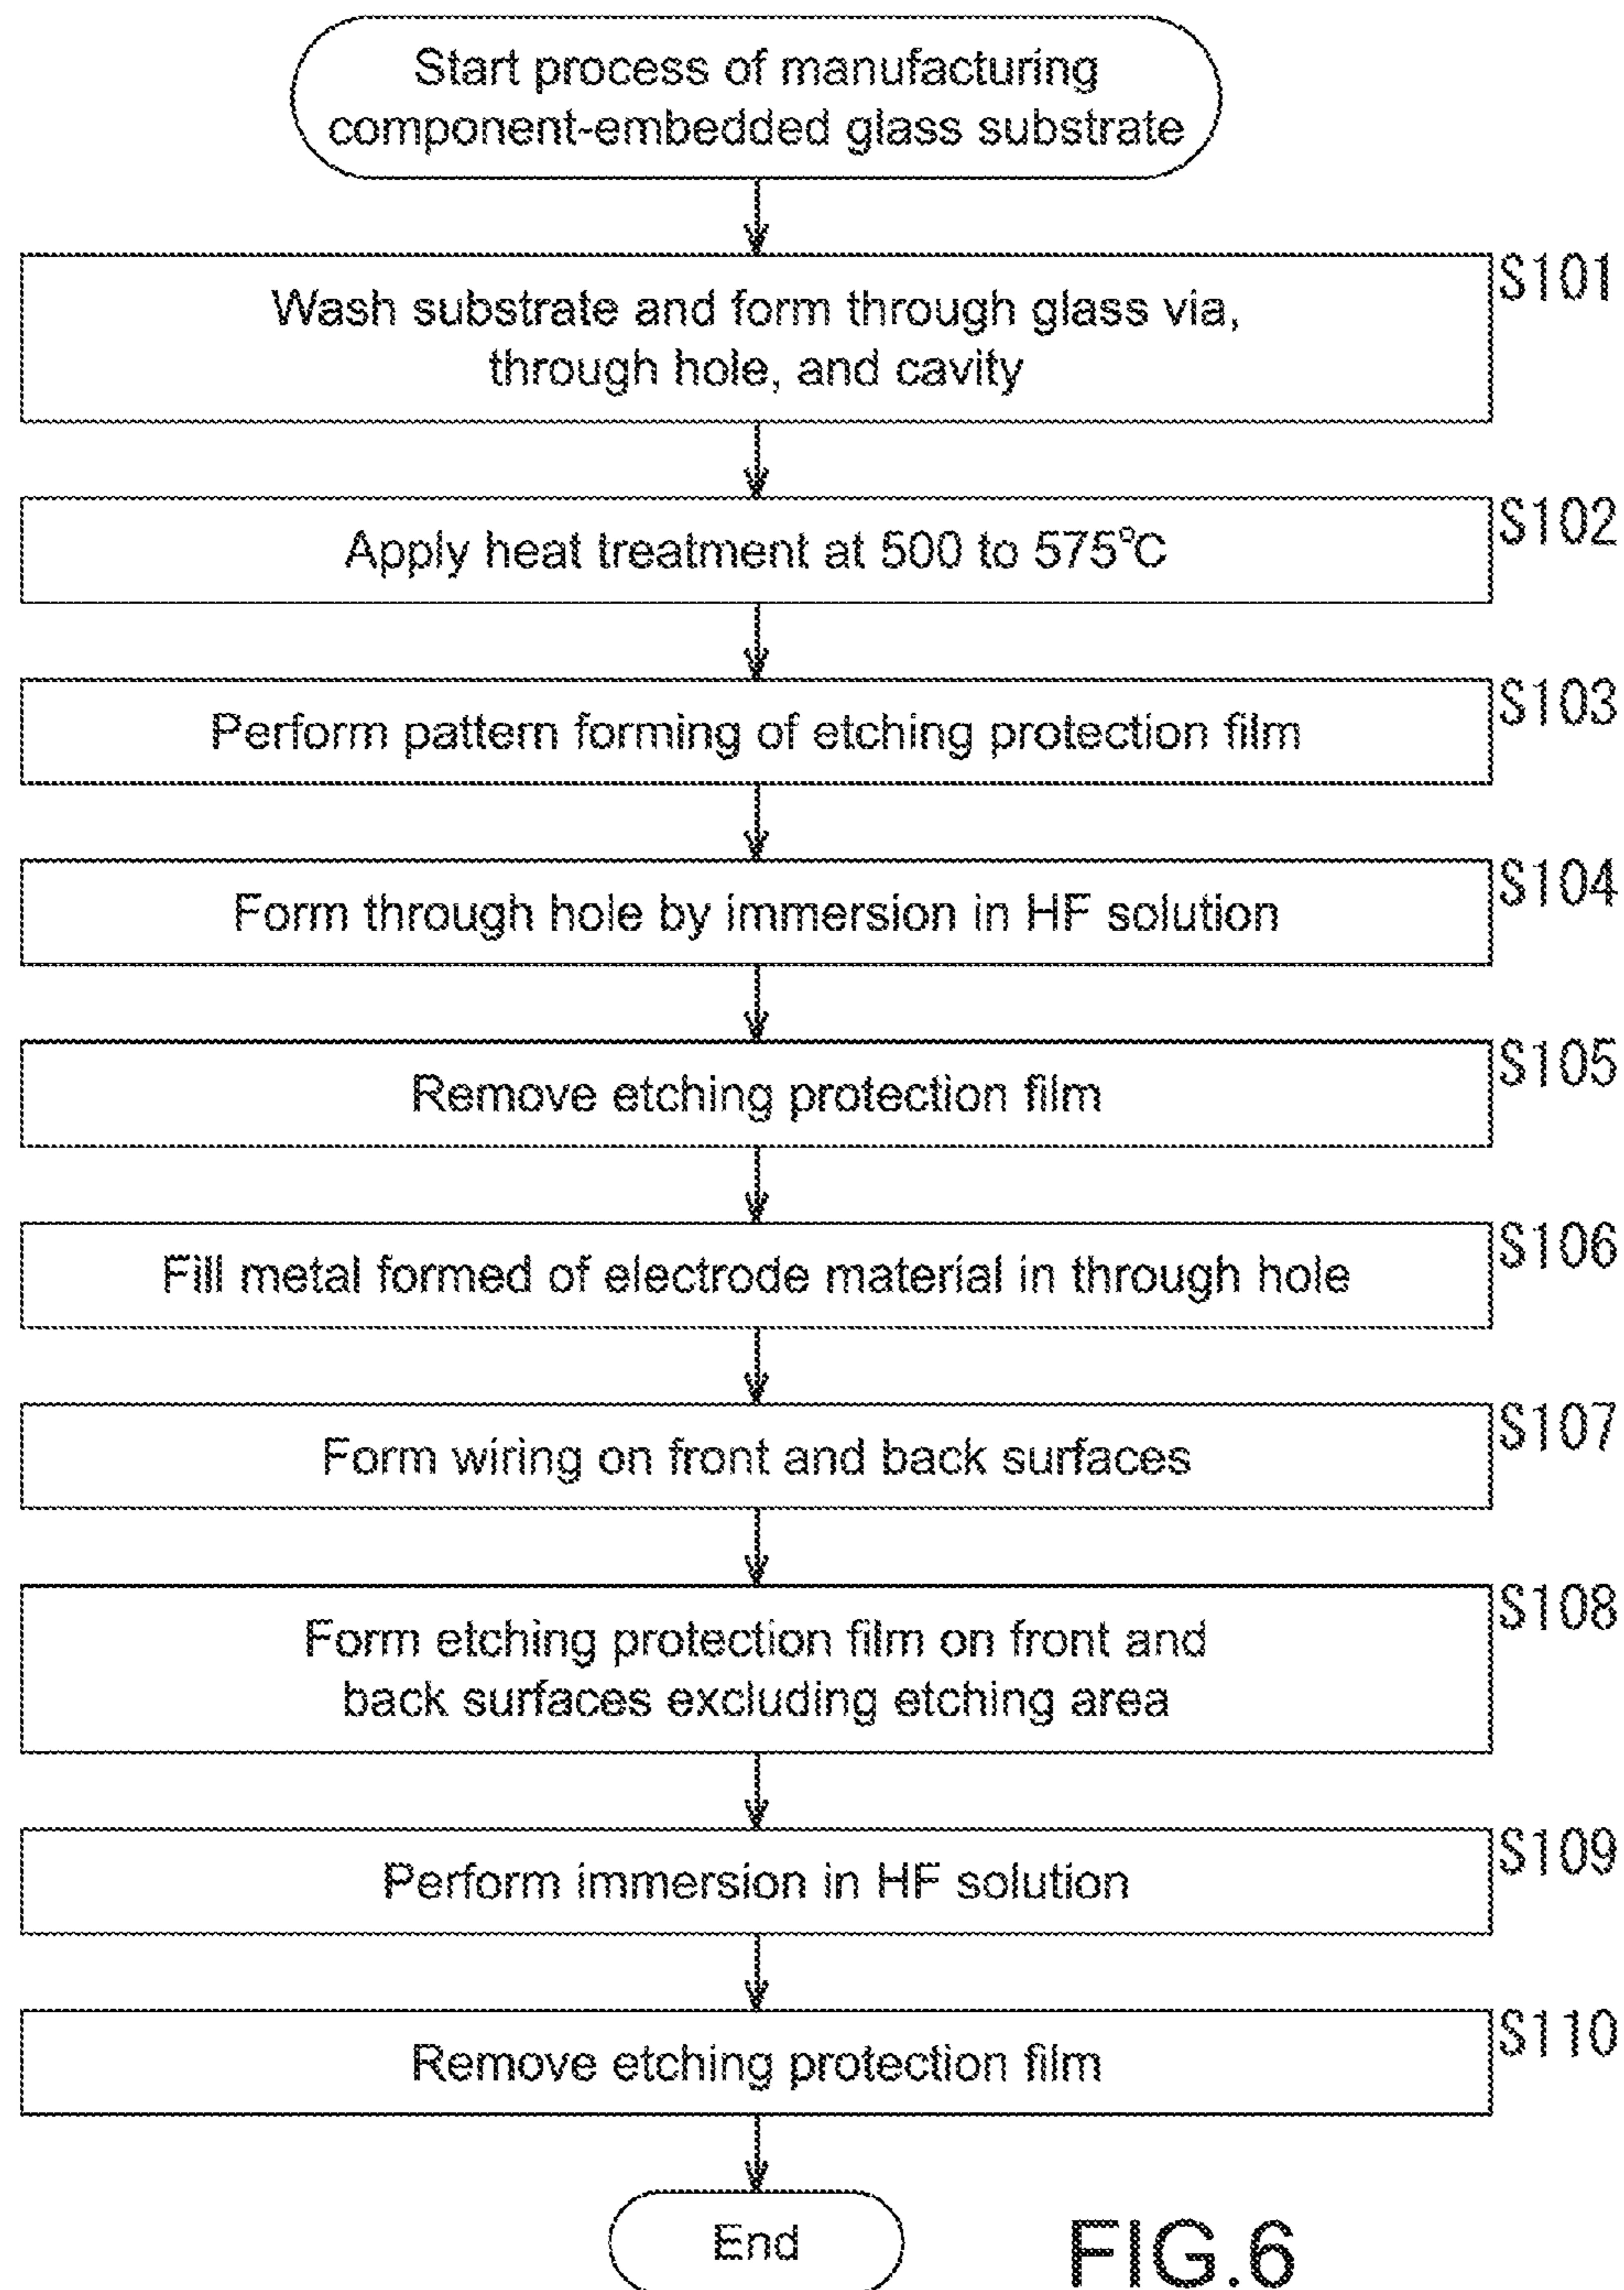 Start process of manufacturing
component-embedded glass substrate
S101
Wash substrate and form through glass via,
through hole, and cavity
S102
Apply heat treatment at 500 to 575°C
S103
Perform pattern forming of etching protection film
S104
Form through hole by immersion in HF solution
S105
Remove etching protection film
S106
Fill metal formed of electrode material in through hole
S107
Form wiring on front and back surfaces
S108
Form etching protection film on front and
back surfaces excluding etching area
S109
Perform immersion in HF solution
S110
Remove etching protection film
End
FIG.6